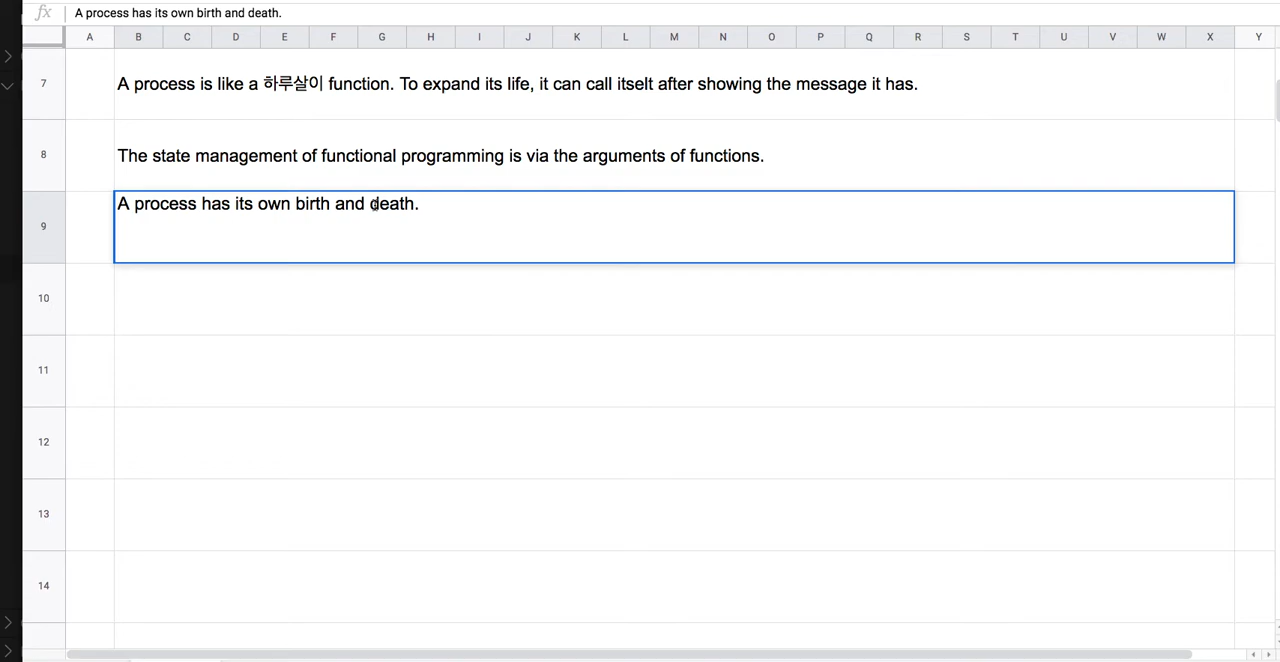 fx A process has its own birth and death.
A B C D E F G H I J K L M N O P Q R S T U V W X Y
7 A process is like a 하루살이 function. To expand its life, it can call itselt after showing the message it has.
8 The state management of functional programming is via the arguments of functions.
9 A process has its own birth and death.
10
11
12
13
14